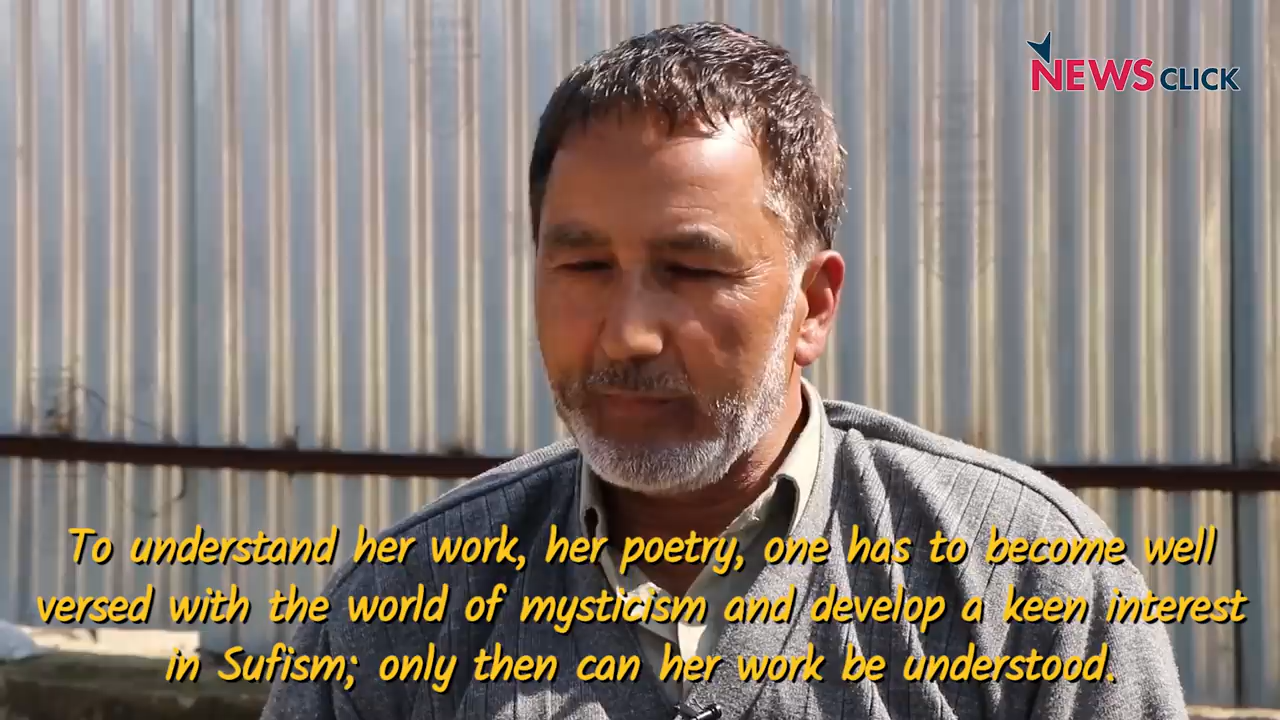 NEWSCLICK
To understand her work, her poetry, one has to become well
versed with the world of mysticism and develop a keen interest
in Sufism; only then can her work be understood.